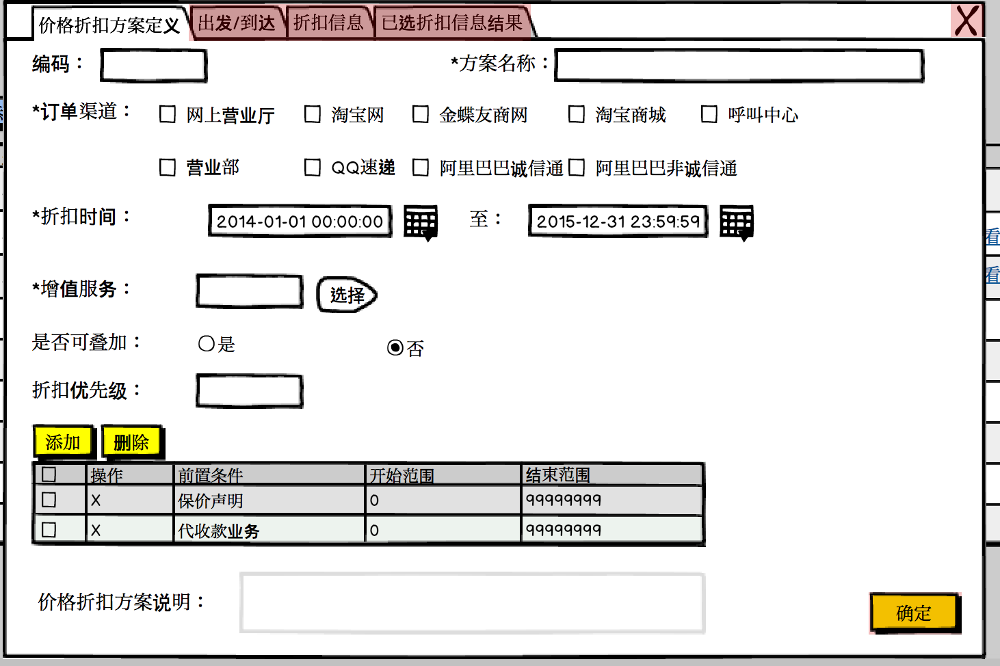 价格折扣方案定义 出发/到达 折扣信息 已选折扣信息结果 X
编码： *方案名称：
*订单渠道： 网上营业厅 淘宝网 金蝶友商网 淘宝商城 呼叫中心
营业部 QQ速递 阿里巴巴诚信通 阿里巴巴非诚信通
*折扣时间： 2014-01-01 00:00:00 至： 2015-12-31 23:59:59
看
看
*增值服务： 选择
是否可叠加： 是 否
折扣优先级：
添加 删除
操作 前置条件 开始范围 结束范围
X 保价声明 0 99999999
X 代收款业务 0 99999999
价格折扣方案说明： 确定